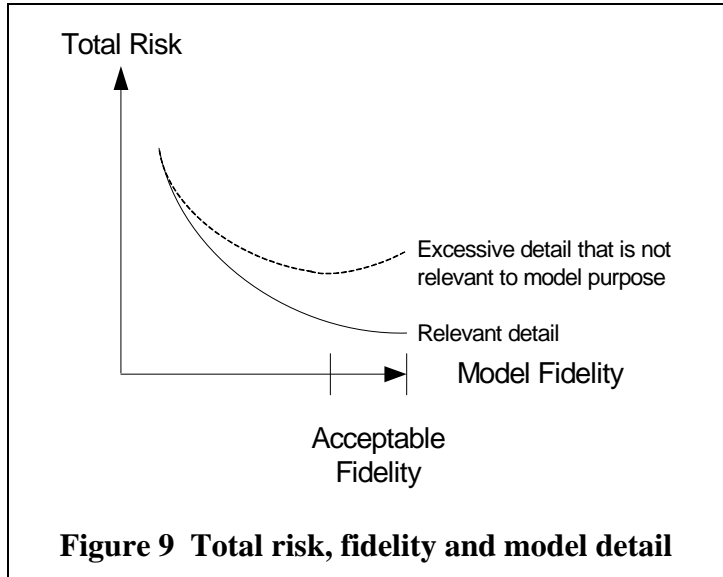 Total Risk
Excessive detail that is not
relevant to model purpose
Relevant detail
Model Fidelity
Acceptable
Fidelity
Figure 9 Total risk, fidelity and model detail